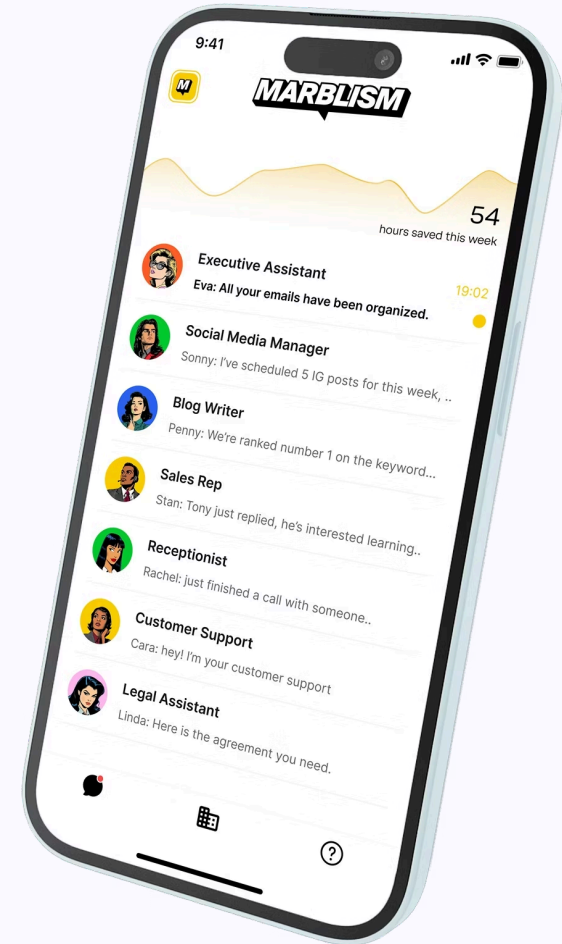 9:41
M
MARBLISM
54
hours saved this week
Executive Assistant
19:02
Eva: All your emails have been organized.
Social Media Manager
Sonny: I've scheduled 5 IG posts for this week, ..
Blog Writer
Penny: We're ranked number 1 on the keyword...
Sales Rep
Stan: Tony just replied, he's interested learning..
Receptionist
Rachel: just finished a call with someone..
Customer Support
Cara: hey! I'm your customer support
Legal Assistant
Linda: Here is the agreement you need.
?